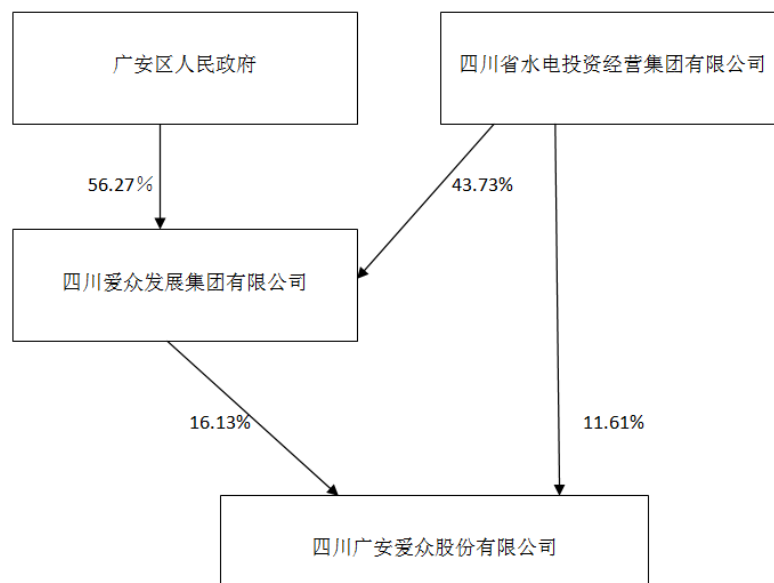 广安区人民政府
四川省水电投资经营集团有限公司
56.27％
43.73%
四川爱众发展集团有限公司
16.13%
11.61%
四川广安爱众股份有限公司